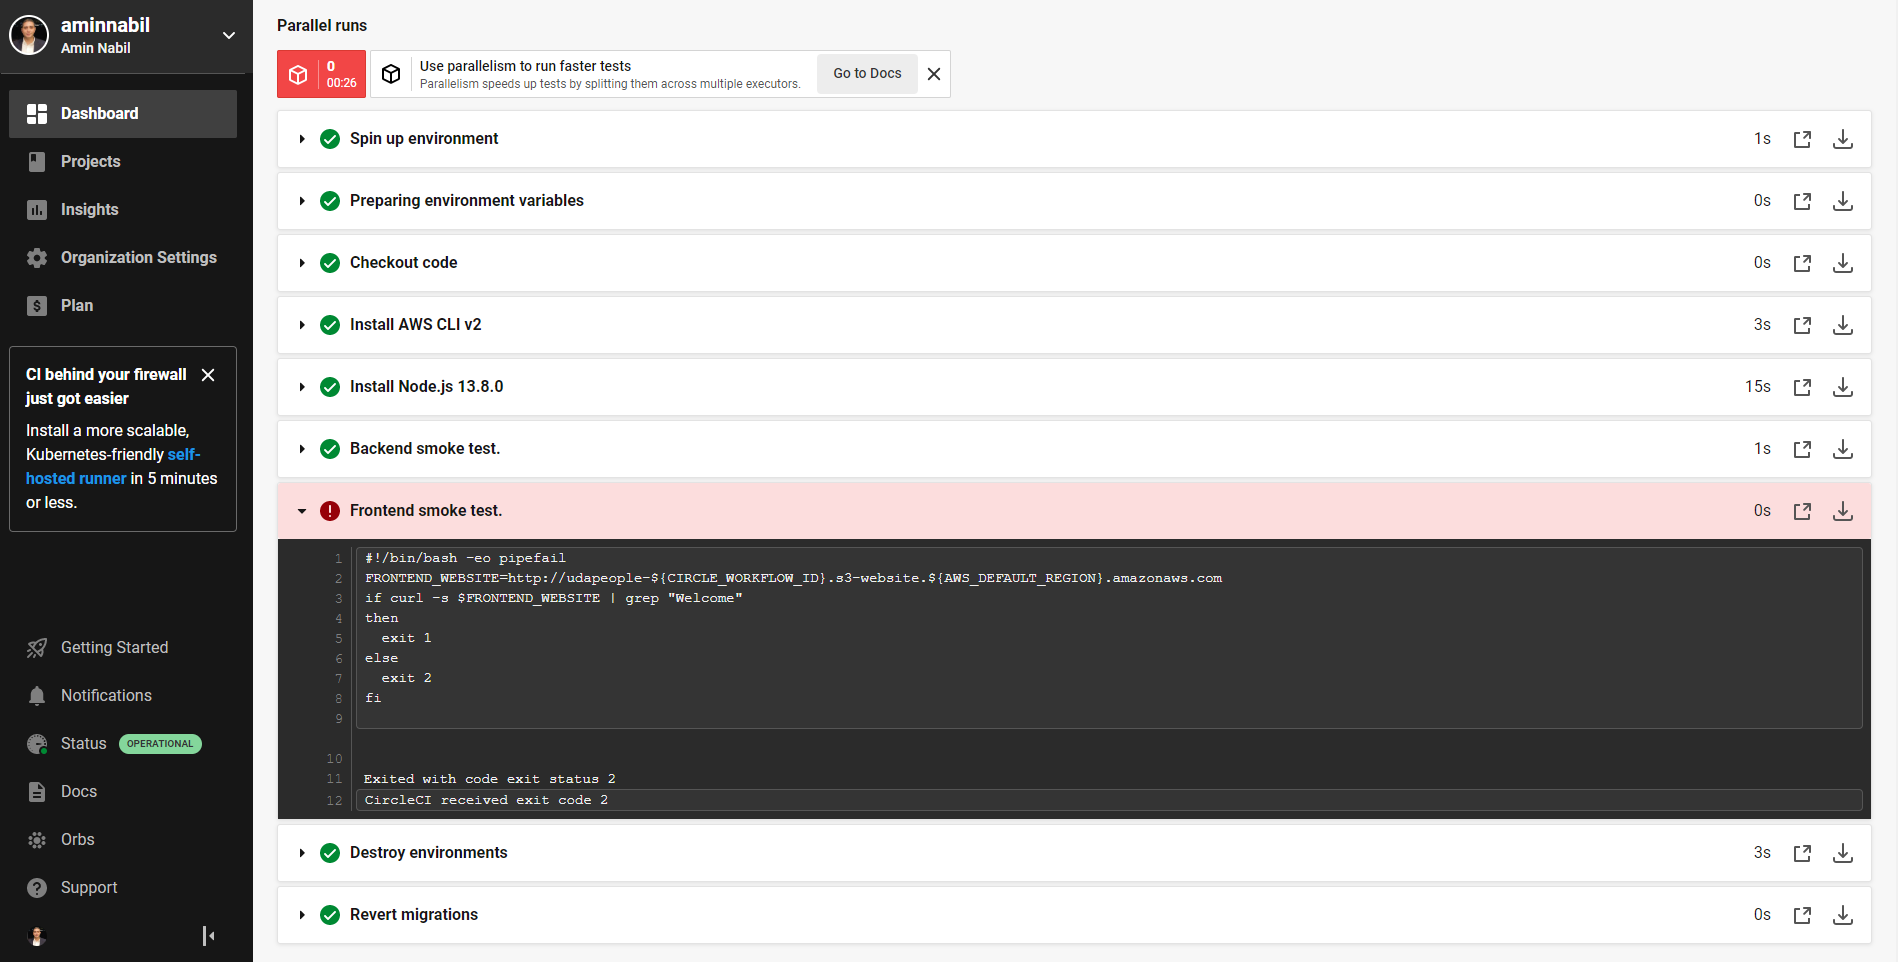 aminnabil
Amin Nabil
Dashboard
Projects
Insights
Organization Settings
Plan
CI behind your firewall
just got easier
Install a more scalable,
Kubernetes-friendly self-
hosted runner in 5 minutes
or less.
Getting Started
Notifications
Status OPERATIONAL
Docs
Orbs
Support
Parallel runs
0
00:26
Use parallelism to run faster tests
Parallelism speeds up tests by splitting them across multiple executors.
Go to Docs
Spin up environment 1s
Preparing environment variables 0s
Checkout code 0s
Install AWS CLI v2 3s
Install Node.js 13.8.0 15s
Backend smoke test. 1s
Frontend smoke test. 0s
1 #!/bin/bash -eo pipefail
2 FRONTEND_WEBSITE=http://udapeople-${CIRCLE_WORKFLOW_ID}.s3-website.${AWS_DEFAULT_REGION}.amazonaws.com
3 if curl -s $FRONTEND_WEBSITE | grep "Welcome"
4 then
5   exit 1
6 else
7   exit 2
8 fi
9
10
11 Exited with code exit status 2
12 CircleCI received exit code 2
Destroy environments 3s
Revert migrations 0s